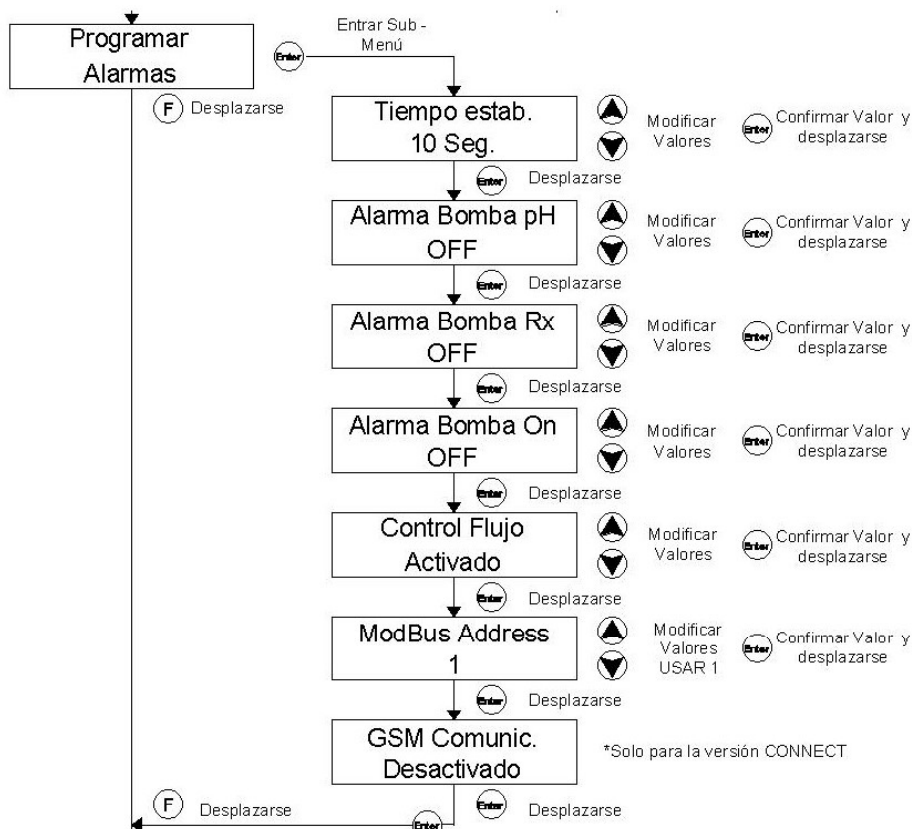 Programar
Alarmas
Enter
Entrar Sub -
Menú
F Desplazarse
Tiempo estab.
10 Seg.
Modificar
Valores
Enter
Confirmar Valor y
desplazarse
Enter Desplazarse
Alarma Bomba pH
OFF
Modificar
Valores
Enter
Confirmar Valor y
desplazarse
Enter Desplazarse
Alarma Bomba Rx
OFF
Modificar
Valores
Enter
Confirmar Valor y
desplazarse
Enter Desplazarse
Alarma Bomba On
OFF
Modificar
Valores
Enter
Confirmar Valor y
desplazarse
Enter Desplazarse
Control Flujo
Activado
Modificar
Valores
Enter
Confirmar Valor y
desplazarse
Enter Desplazarse
ModBus Address
1
Modificar
Valores
USAR 1
Enter
Confirmar Valor y
desplazarse
Enter Desplazarse
GSM Comunic.
Desactivado
*Solo para la versión CONNECT
F Desplazarse
Enter
Enter Desplazarse